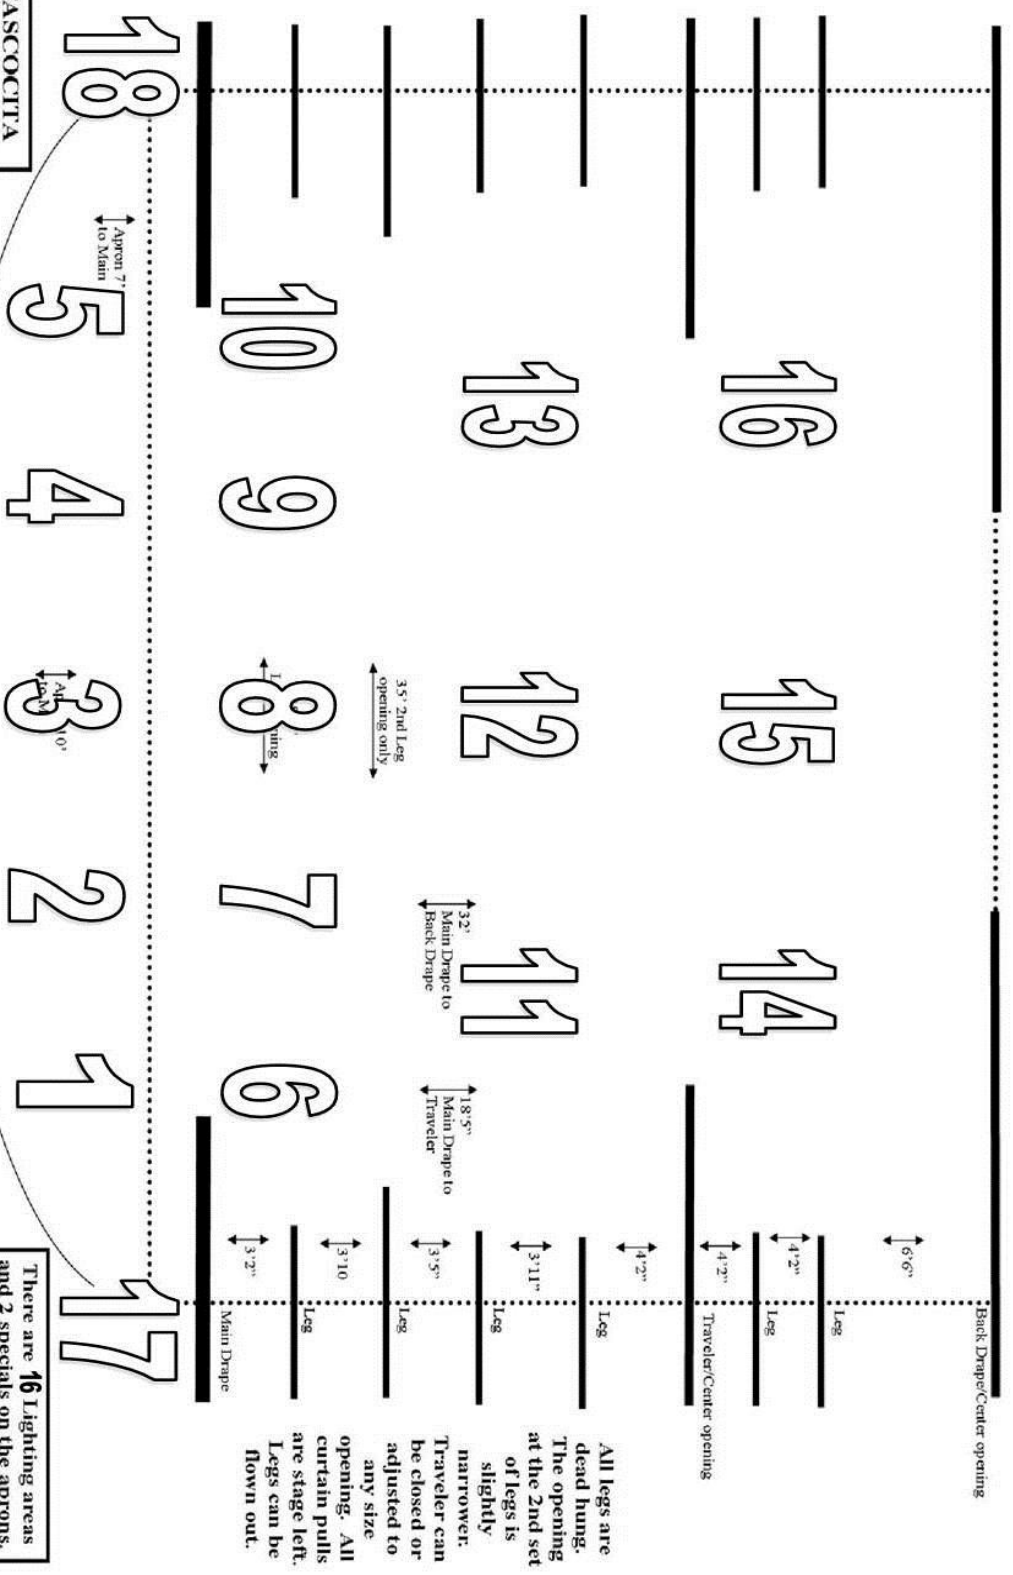 Back Drape/Center opening
6'6"
Leg
16 15 14
4'2"
Leg
4'2"
Traveler/Center opening
4'2"
Leg
13 12 11
3'11"
Leg
32'
Main Drape to
Back Drape
18'5"
Main Drape to
Traveler
3'5"
35' 2nd Leg
opening only
Leg
3'10
10 9 8 7 6
Leg
3'2"
Main Drape
All legs are
dead hung.
The opening
at the 2nd set
of legs is
slightly
narrower.
Traveler can
be closed or
adjusted to
any size
opening. All
curtain pulls
are stage left.
Legs can be
flown out.
18 17
Apron 7'
to Main
5 4 3 2 1
10'
ASCOCITA
There are 16 Lighting areas
and 2 specials on the aprons.